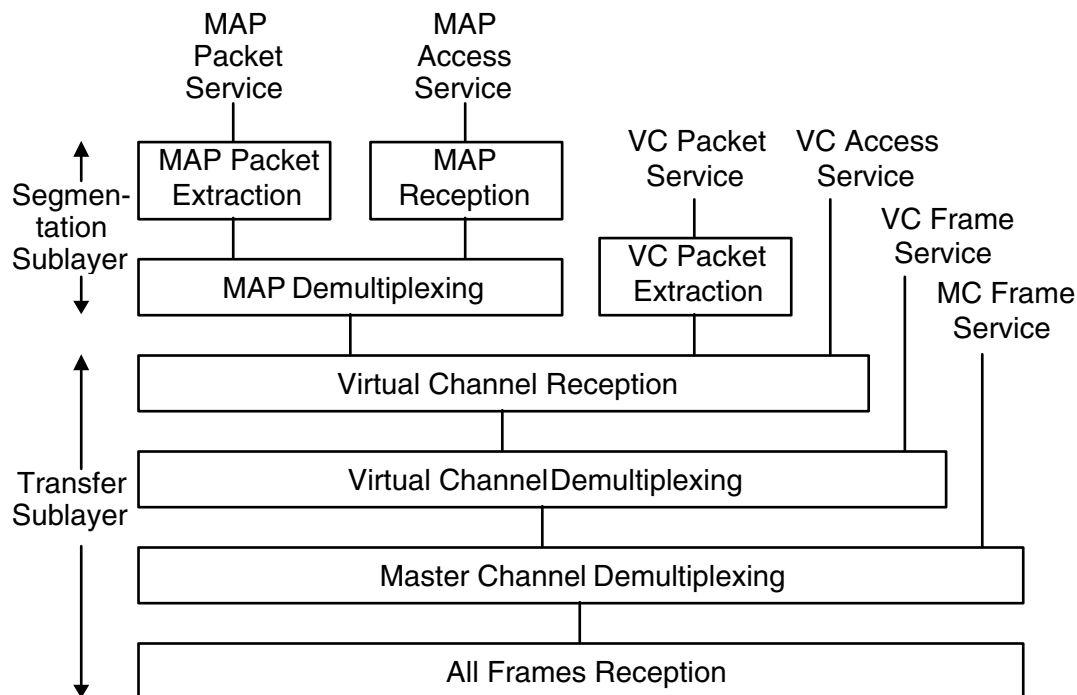 MAP
Packet
Service
MAP
Access
Service
VC Packet
Service
VC Access
Service
VC Frame
Service
MC Frame
Service
Segmen-
tation
Sublayer
MAP Packet
Extraction
MAP
Reception
VC Packet
Extraction
MAP Demultiplexing
Transfer
Sublayer
Virtual Channel Reception
Virtual Channel Demultiplexing
Master Channel Demultiplexing
All Frames Reception